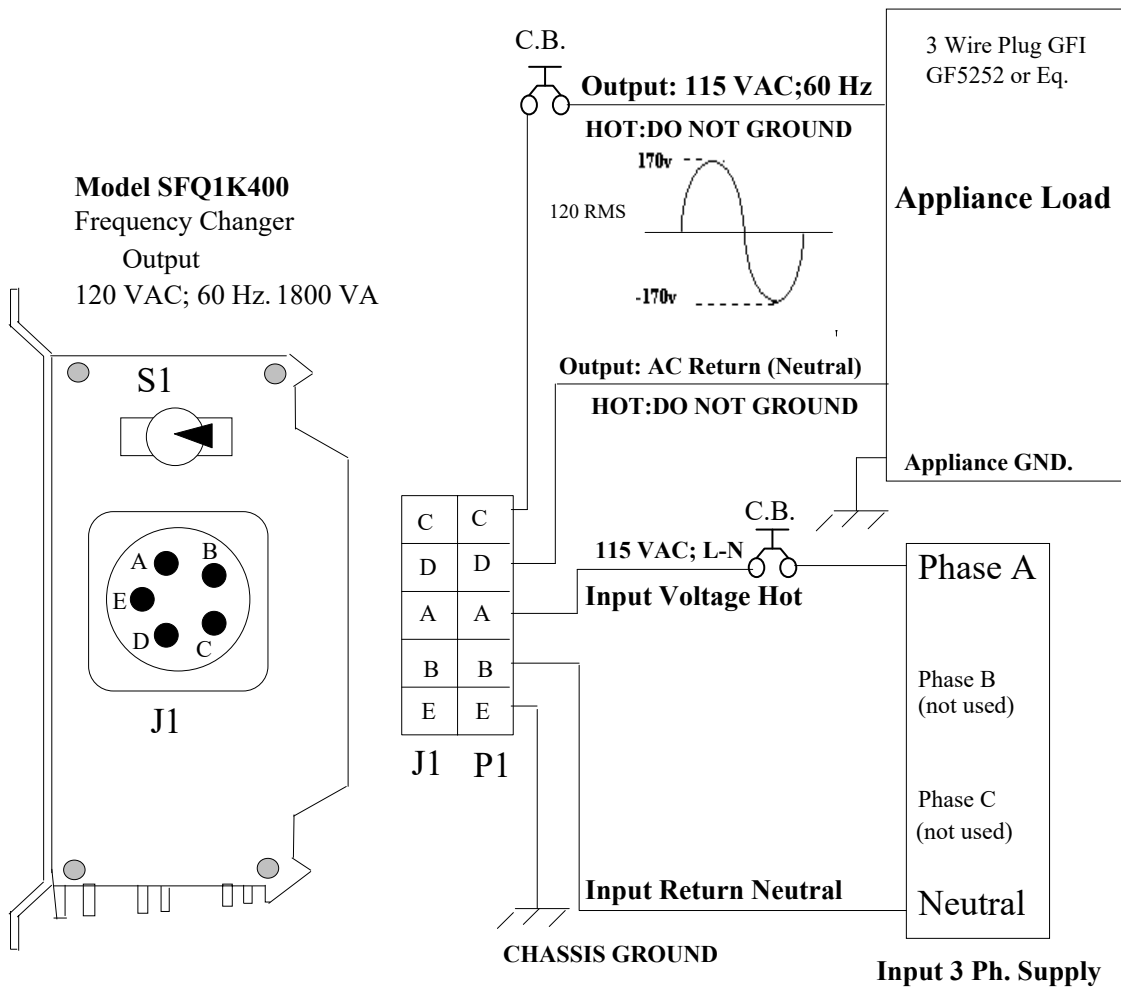 C.B.
3 Wire Plug GFI
GF5252 or Eq.
Output: 115 VAC;60 Hz
HOT:DO NOT GROUND
170v
120 RMS
-170v
Appliance Load
Model SFQ1K400
Frequency Changer
Output
120 VAC; 60 Hz. 1800 VA
Output: AC Return (Neutral)
HOT:DO NOT GROUND
Appliance GND.
S1
A
B
E
D
C
J1
C C
D D
A A
B B
E E
J1 P1
C.B.
115 VAC; L-N
Input Voltage Hot
Phase A
Phase B
(not used)
Phase C
(not used)
Neutral
Input Return Neutral
CHASSIS GROUND
Input 3 Ph. Supply